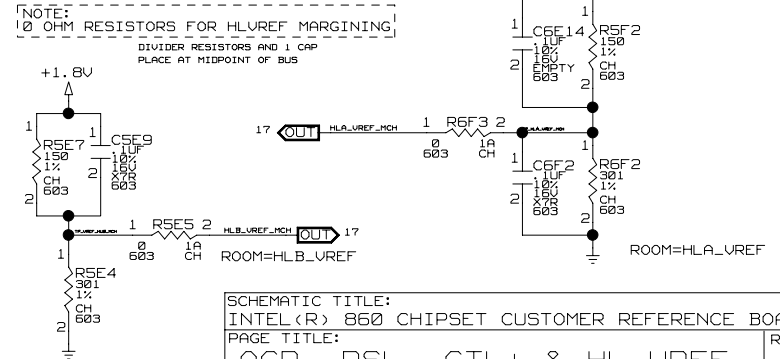 NOTE:
0 OHM RESISTORS FOR HLVREF MARGINING
DIVIDER RESISTORS AND 1 CAP
PLACE AT MIDPOINT OF BUS
+1.8V
1
R5E7
150
1%
CH
603
2
1
C5E9
.1UF
10%
16V
X7R
603
2
1 R5E5 2
0
603
1A
CH
HLB_VREF_MCH
OUT
17
ROOM=HLB_VREF
1
R5E4
301
1%
CH
603
2
1
C6E14
.1UF
10%
16V
EMPTY
603
2
1
R5F2
150
1%
CH
603
2
17
OUT
HLA_VREF_MCH
1 R6F3 2
0
603
1A
CH
1
C6F2
.1UF
10%
16V
X7R
603
2
1
R6F2
301
1%
CH
603
2
ROOM=HLA_VREF
SCHEMATIC TITLE:
INTEL(R) 860 CHIPSET CUSTOMER REFERENCE BOA
PAGE TITLE:
R